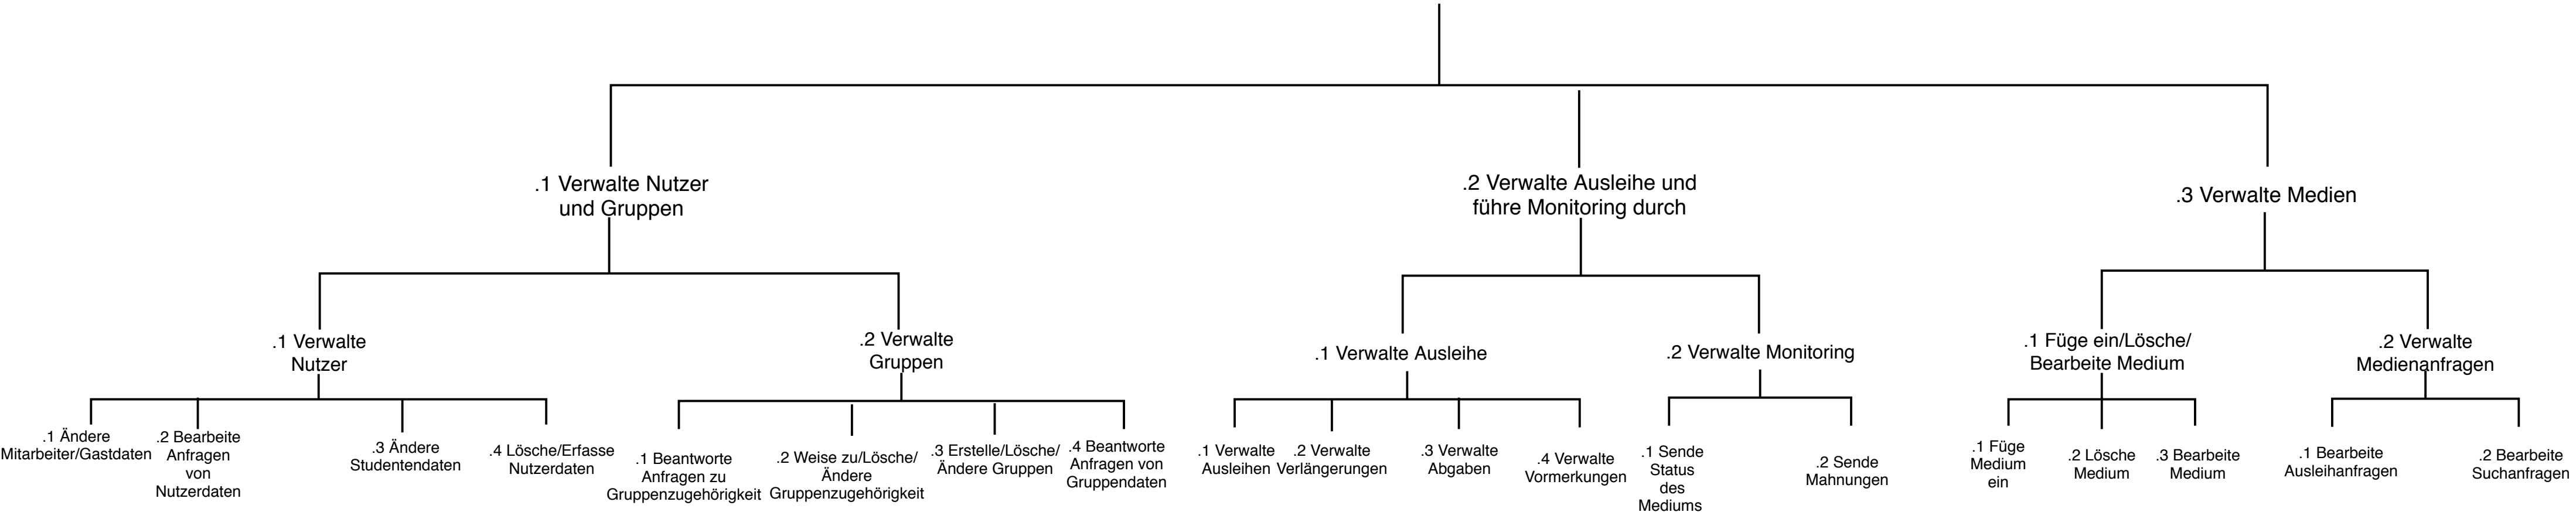 .1 Verwalte Nutzer
und Gruppen
.2 Verwalte Ausleihe und
führe Monitoring durch
.3 Verwalte Medien
.1 Verwalte
Nutzer
.2 Verwalte
Gruppen
.1 Verwalte Ausleihe
.2 Verwalte Monitoring
.1 Füge ein/Lösche/
Bearbeite Medium
.2 Verwalte
Medienanfragen
.1 Ändere
Mitarbeiter/Gastdaten
.2 Bearbeite
Anfragen
von
Nutzerdaten
.3 Ändere
Studentendaten
.4 Lösche/Erfasse
Nutzerdaten
.1 Beantworte
Anfragen zu
Gruppenzugehörigkeit
.2 Weise zu/Lösche/
Ändere
Gruppenzugehörigkeit
.3 Erstelle/Lösche/
Ändere Gruppen
.4 Beantworte
Anfragen von
Gruppendaten
.1 Verwalte
Ausleihen
.2 Verwalte
Verlängerungen
.3 Verwalte
Abgaben
.4 Verwalte
Vormerkungen
.1 Sende
Status
des
Mediums
.2 Sende
Mahnungen
.1 Füge
Medium
ein
.2 Lösche
Medium
.3 Bearbeite
Medium
.1 Bearbeite
Ausleihanfragen
.2 Bearbeite
Suchanfragen